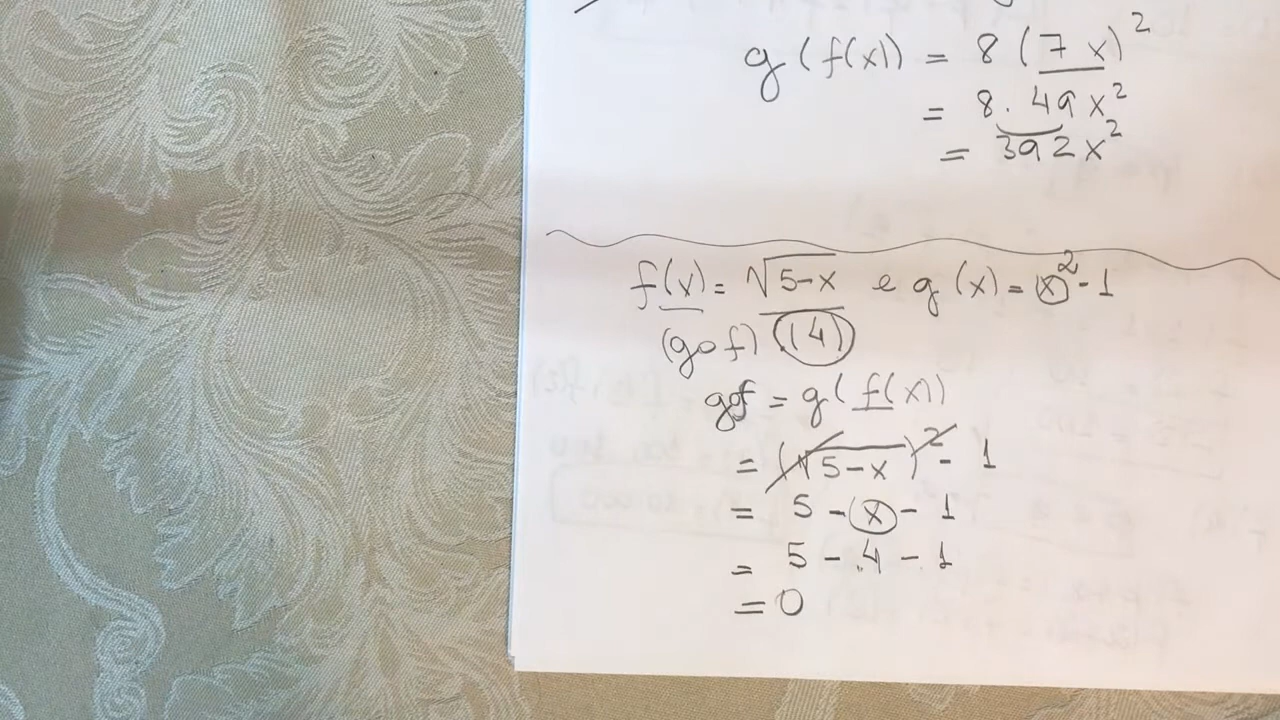 g(f(x)) = 8(7x)²
= 8.49x²
= 392x²
f(x) = √5-x e g(x) = x² - 1
(gof) (4)
gof = g(f(x))
= (√5-x)² - 1
= 5 - x - 1
= 5 - 4 - 1
= 0